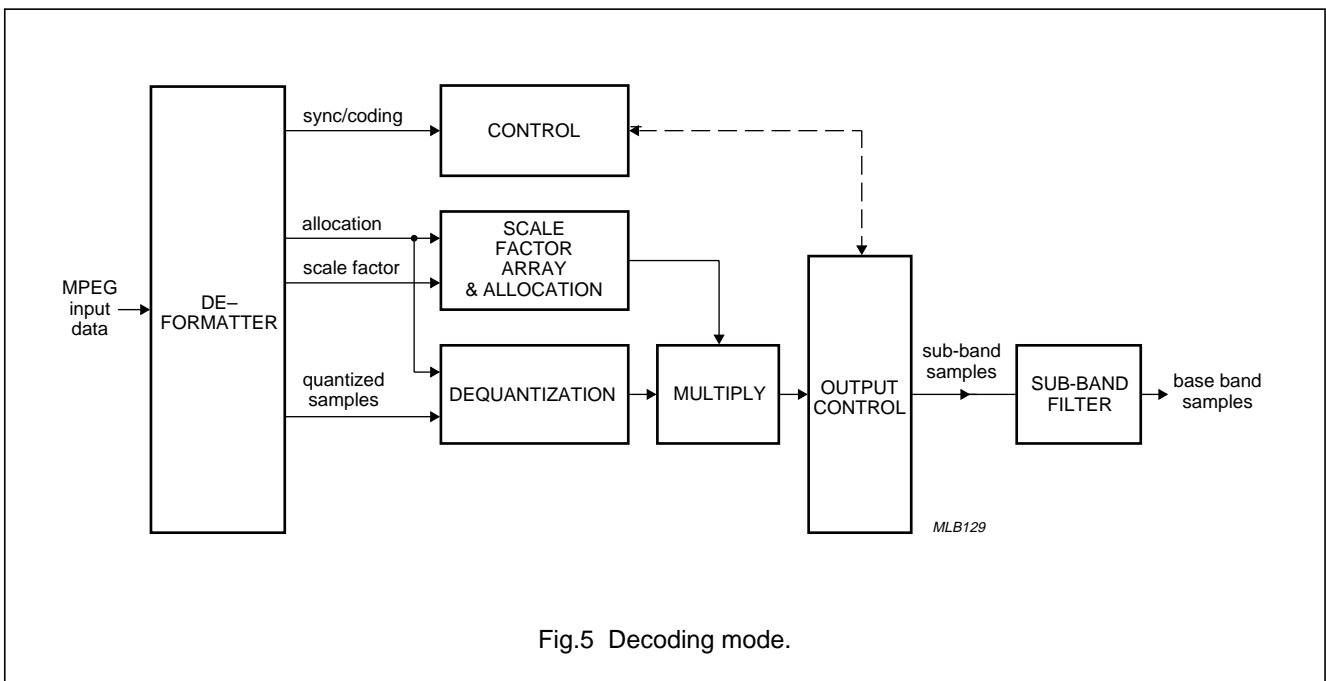 sync/coding
CONTROL
allocation
scale factor
SCALE
FACTOR
ARRAY
& ALLOCATION
MPEG
input
data
DE–
FORMATTER
quantized
samples
DEQUANTIZATION
MULTIPLY
OUTPUT
CONTROL
sub-band
samples
SUB-BAND
FILTER
base band
samples
MLB129
Fig.5 Decoding mode.